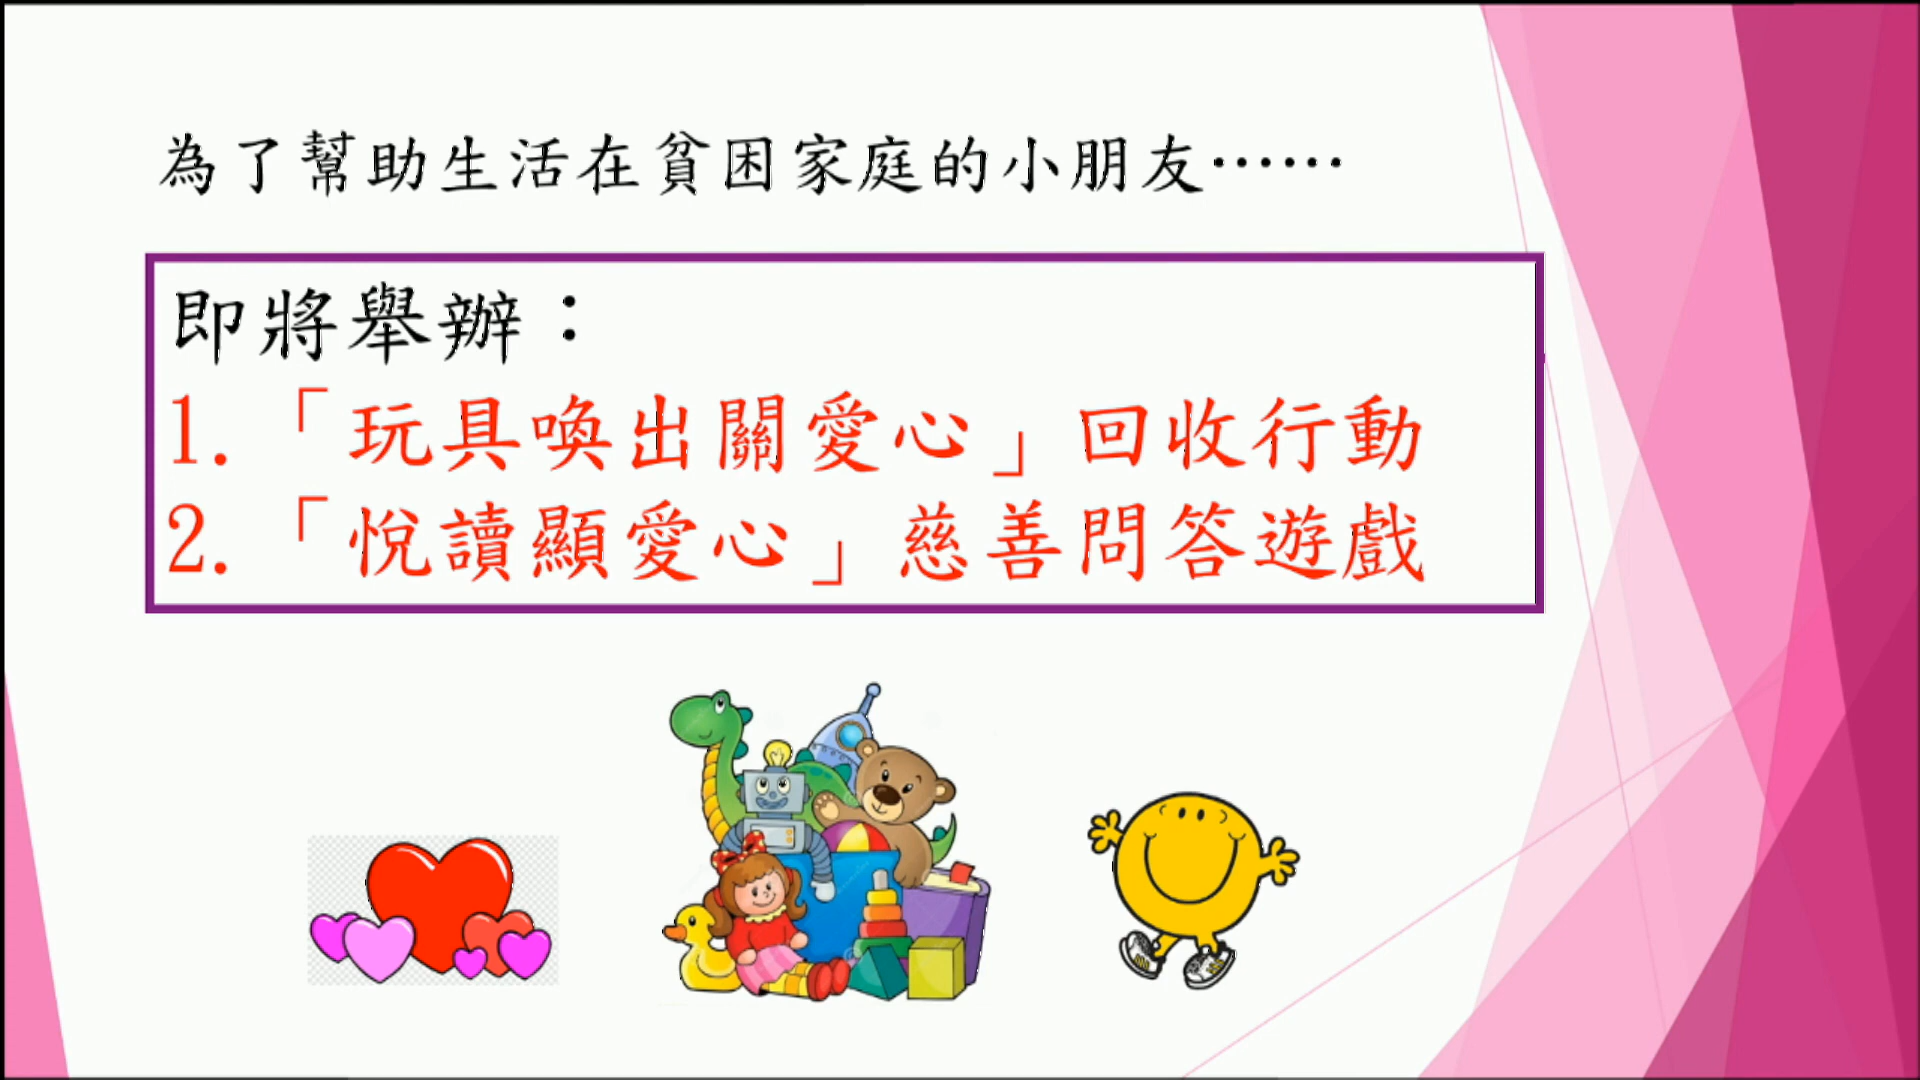 為了幫助生活在貧困家庭的小朋友⋯⋯
即將舉辦：
1.「玩具喚出關愛心」回收行動
2.「悅讀顯愛心」慈善問答遊戲